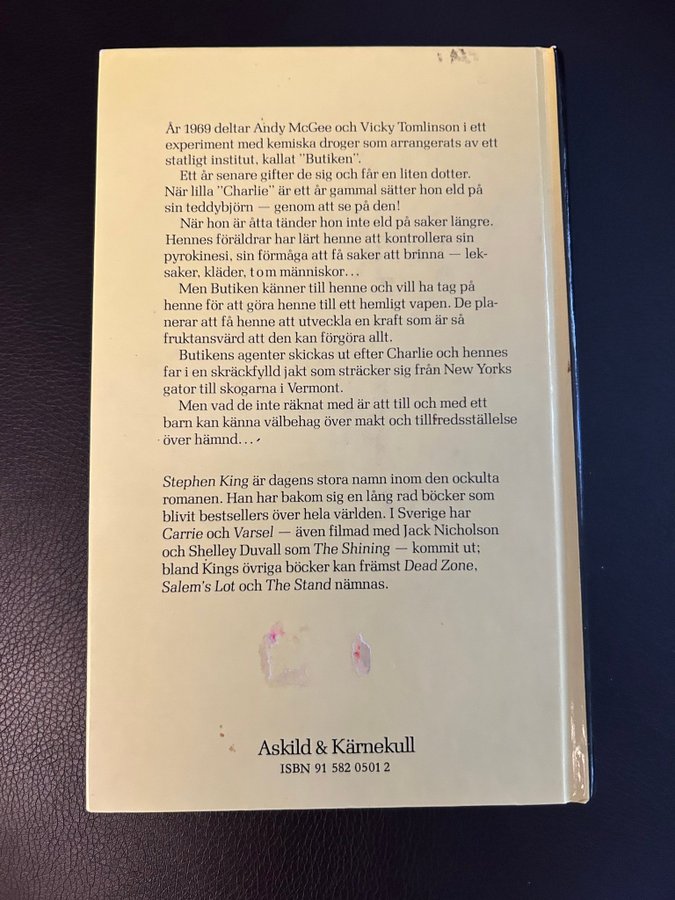 År 1969 deltar Andy McGee och Vicky Tomlinson i ett
experiment med kemiska droger som arrangerats av ett
statligt institut, kallat "Butiken".
Ett år senare gifter de sig och får en liten dotter.
När lilla "Charlie" är ett år gammal sätter hon eld på
sin teddybjörn — genom att se på den!
När hon är åtta tänder hon inte eld på saker längre.
Hennes föräldrar har lärt henne att kontrollera sin
pyrokinesi, sin förmåga att få saker att brinna — lek-
saker, kläder, t o m människor...
Men Butiken känner till henne och vill ha tag på
henne för att göra henne till ett hemligt vapen. De pla-
nerar att få henne att utveckla en kraft som är så
fruktansvärd att den kan förgöra allt.
Butikens agenter skickas ut efter Charlie och hennes
far i en skräckfylld jakt som sträcker sig från New Yorks
gator till skogarna i Vermont.
Men vad de inte räknat med är att till och med ett
barn kan känna välbehag över makt och tillfredsställelse
över hämnd...
Stephen King är dagens stora namn inom den ockulta
romanen. Han har bakom sig en lång rad böcker som
blivit bestsellers över hela världen. I Sverige har
Carrie och Varsel — även filmad med Jack Nicholson
och Shelley Duvall som The Shining — kommit ut;
bland Kings övriga böcker kan främst Dead Zone,
Salem's Lot och The Stand nämnas.
Askild & Kärnekull
ISBN 91 582 0501 2